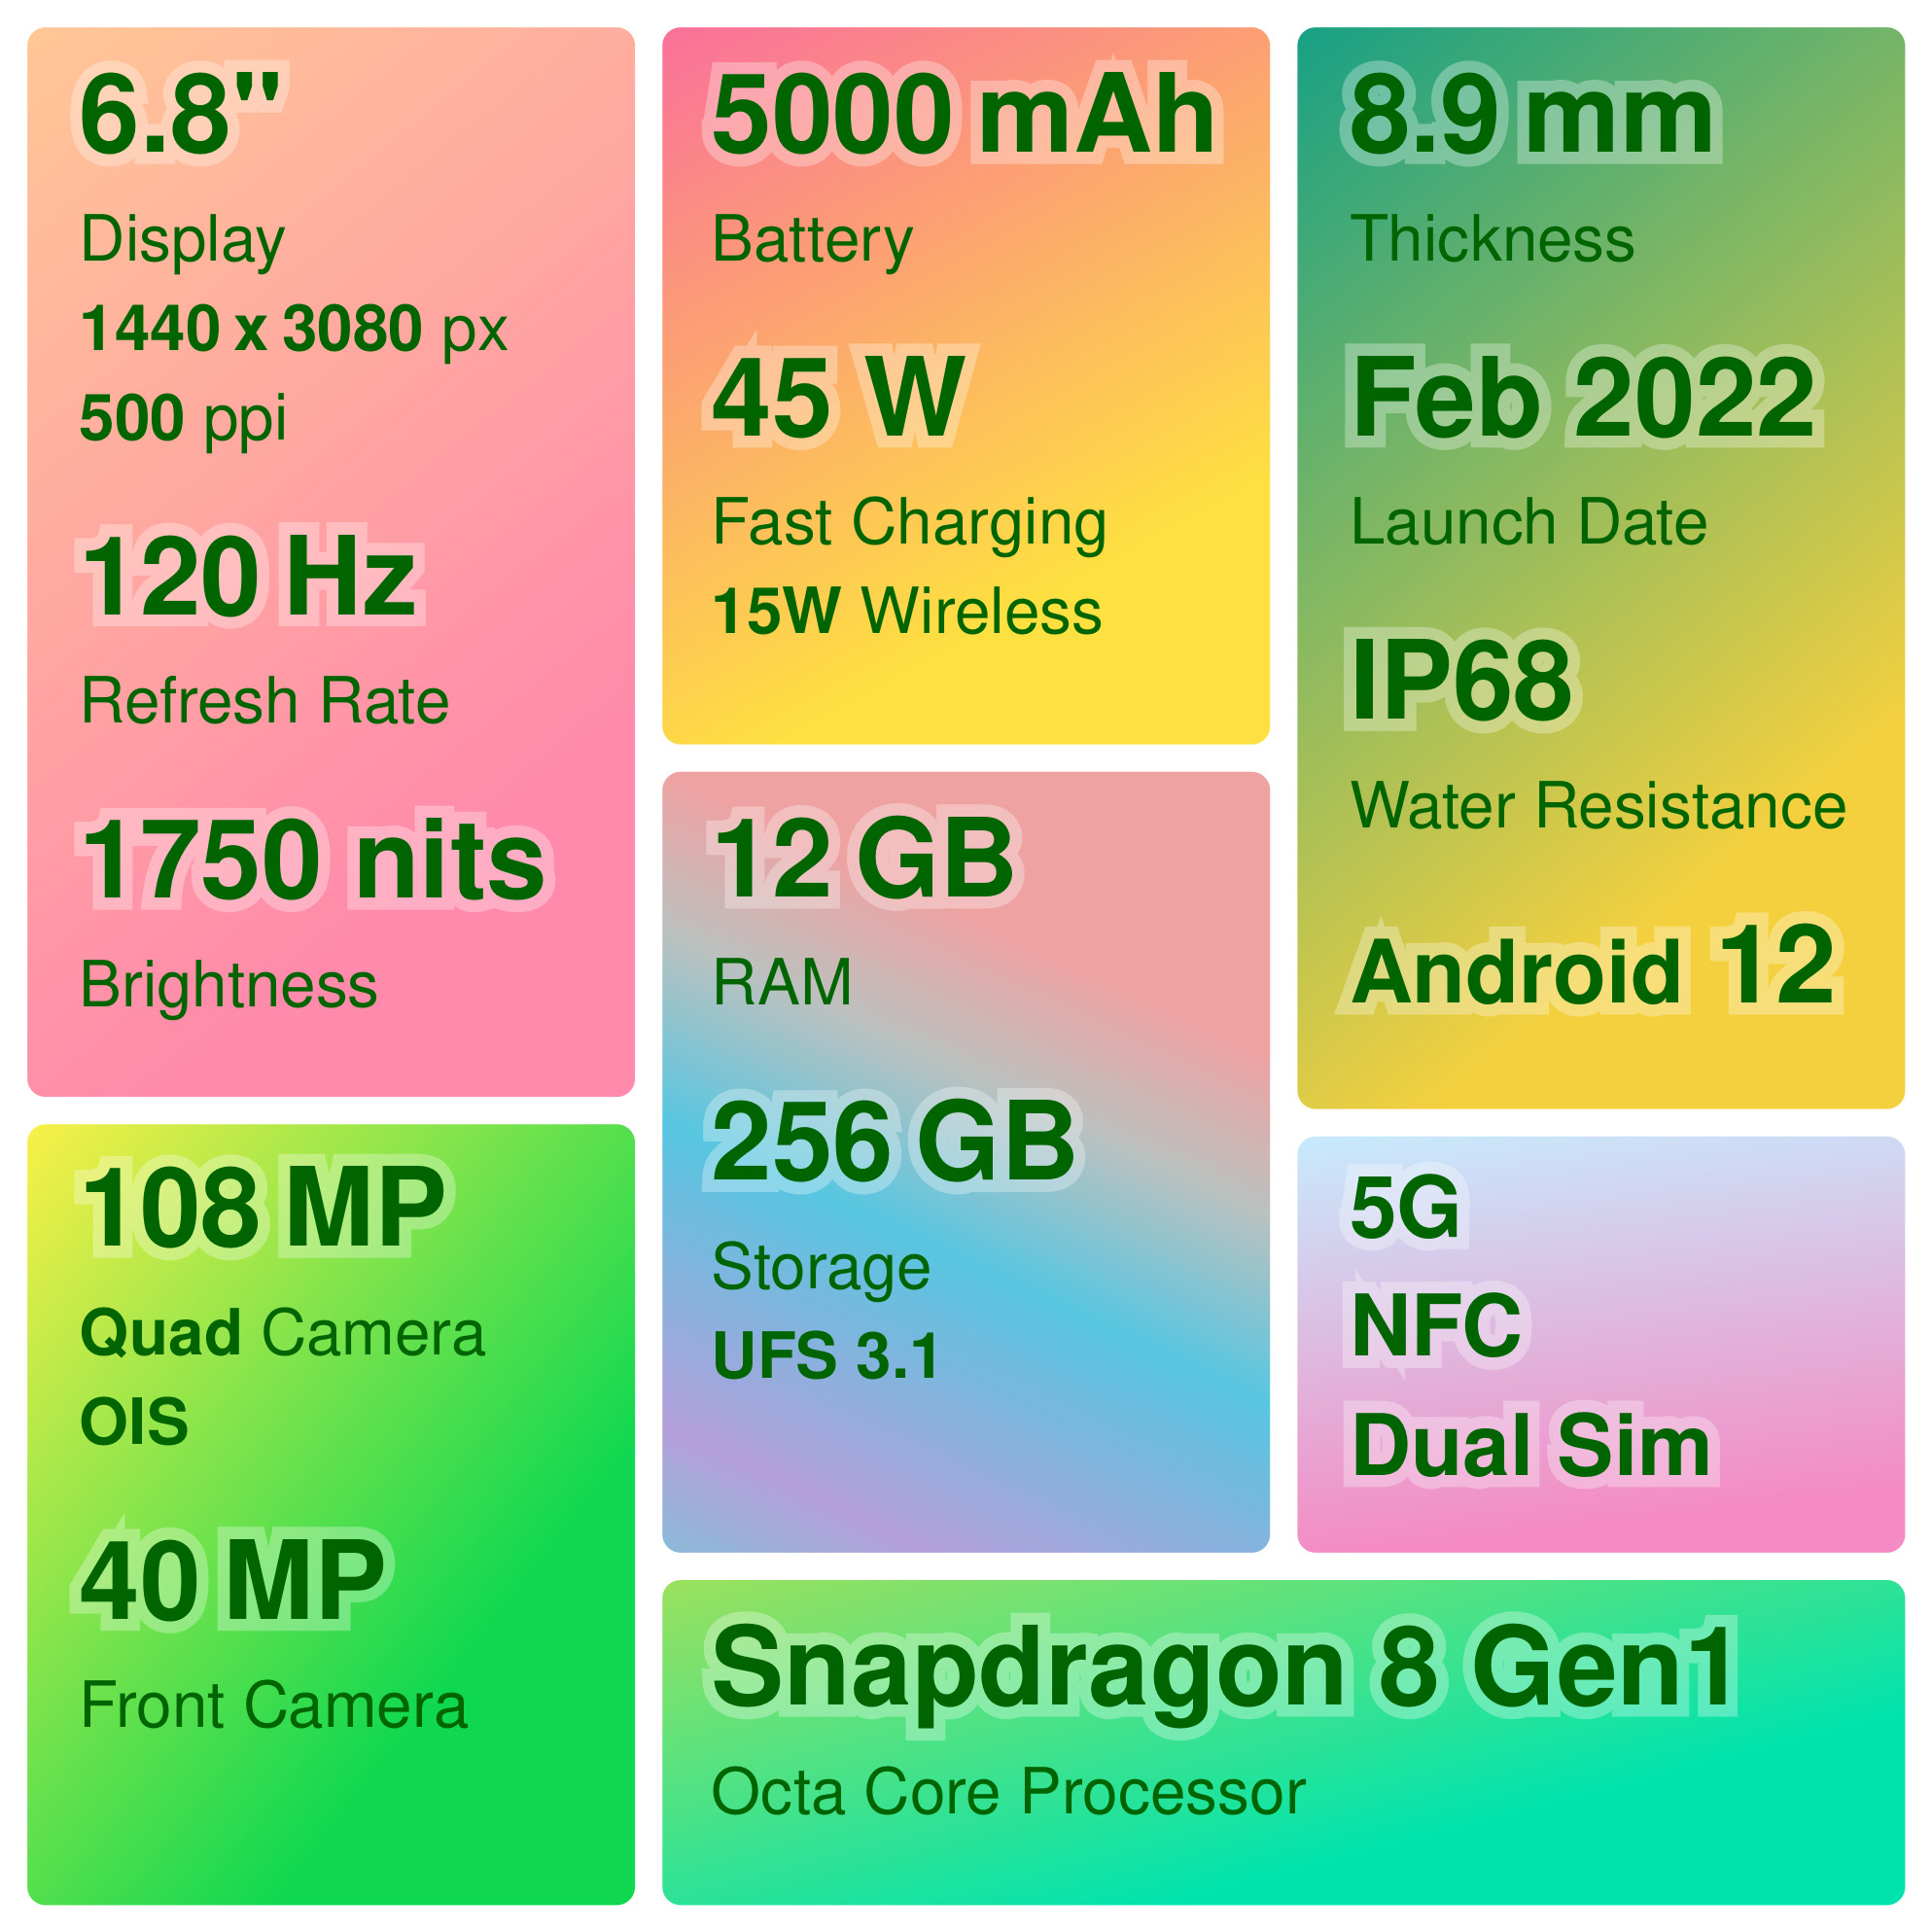 6.8"
Display
1440 x 3080 px
500 ppi
120 Hz
Refresh Rate
1750 nits
Brightness
108 MP
Quad Camera
OIS
40 MP
Front Camera
5000 mAh
Battery
45 W
Fast Charging
15W Wireless
12 GB
RAM
256 GB
Storage
UFS 3.1
8.9 mm
Thickness
Feb 2022
Launch Date
IP68
Water Resistance
Android 12
5G
NFC
Dual Sim
Snapdragon 8 Gen1
Octa Core Processor